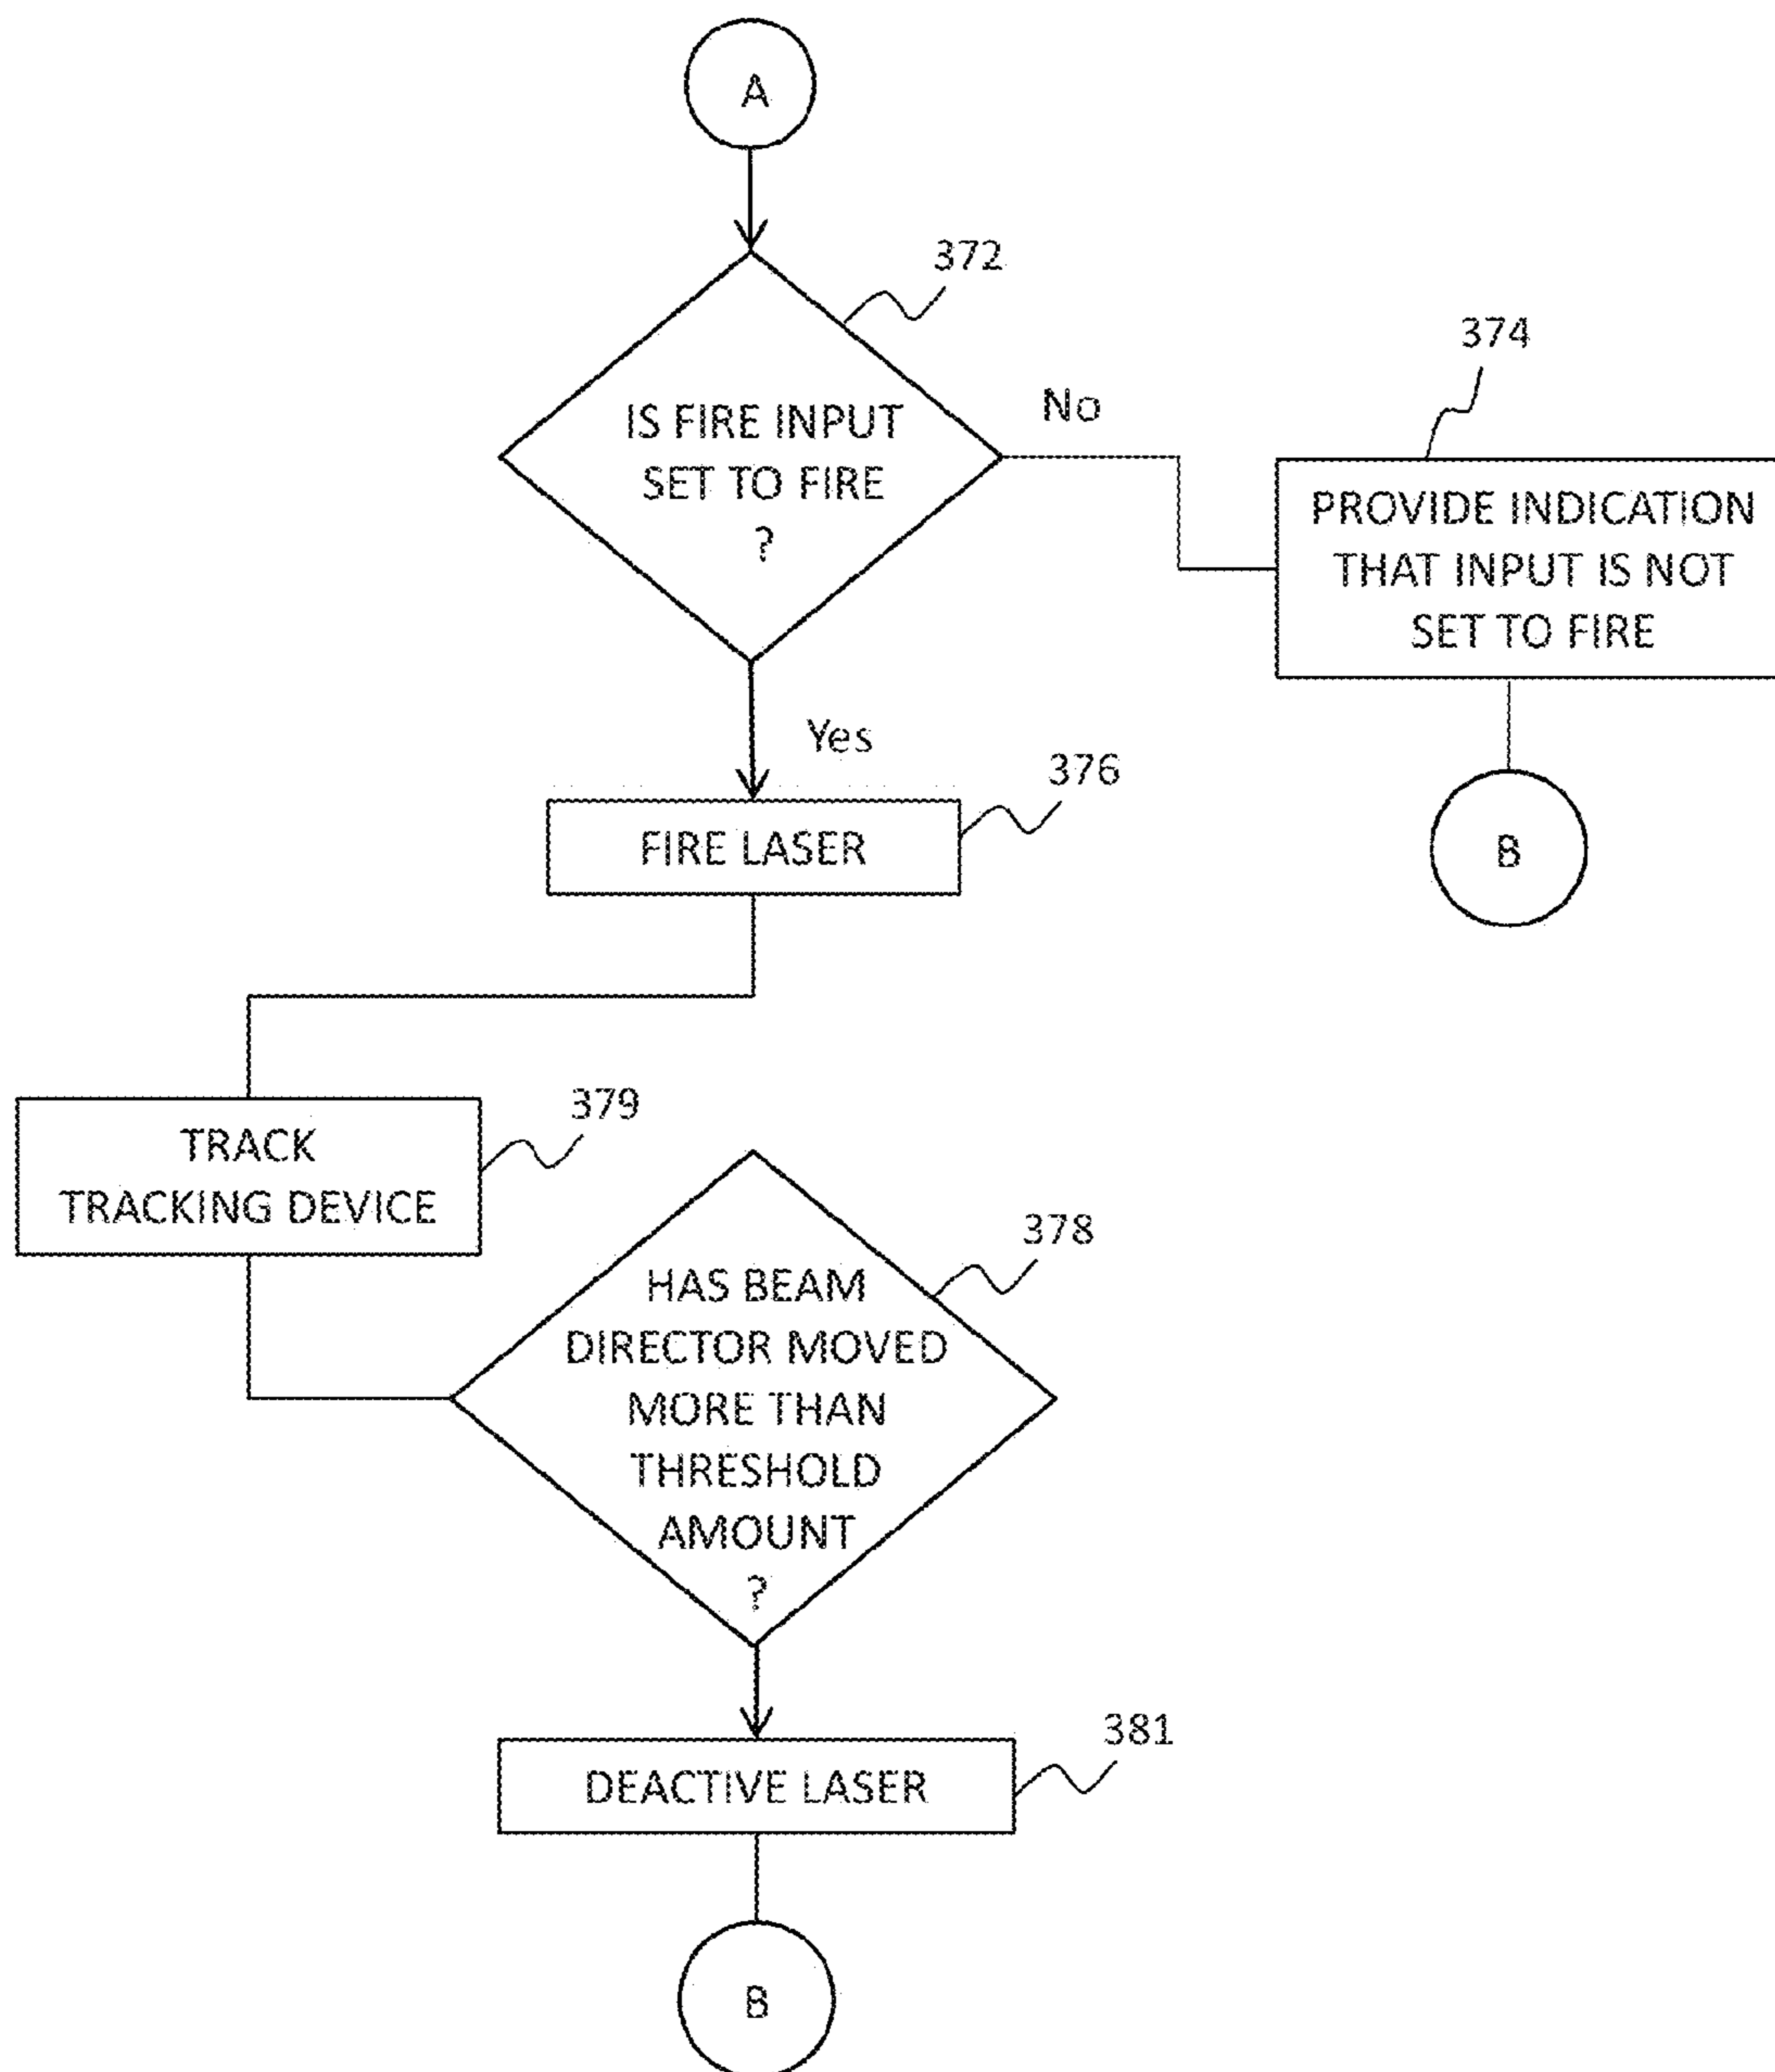 A
372
IS FIRE INPUT
SET TO FIRE
?
No
374
PROVIDE INDICATION
THAT INPUT IS NOT
SET TO FIRE
Yes
376
FIRE LASER
B
379
TRACK
TRACKING DEVICE
378
HAS BEAM
DIRECTOR MOVED
MORE THAN
THRESHOLD
AMOUNT
?
381
DEACTIVE LASER
B